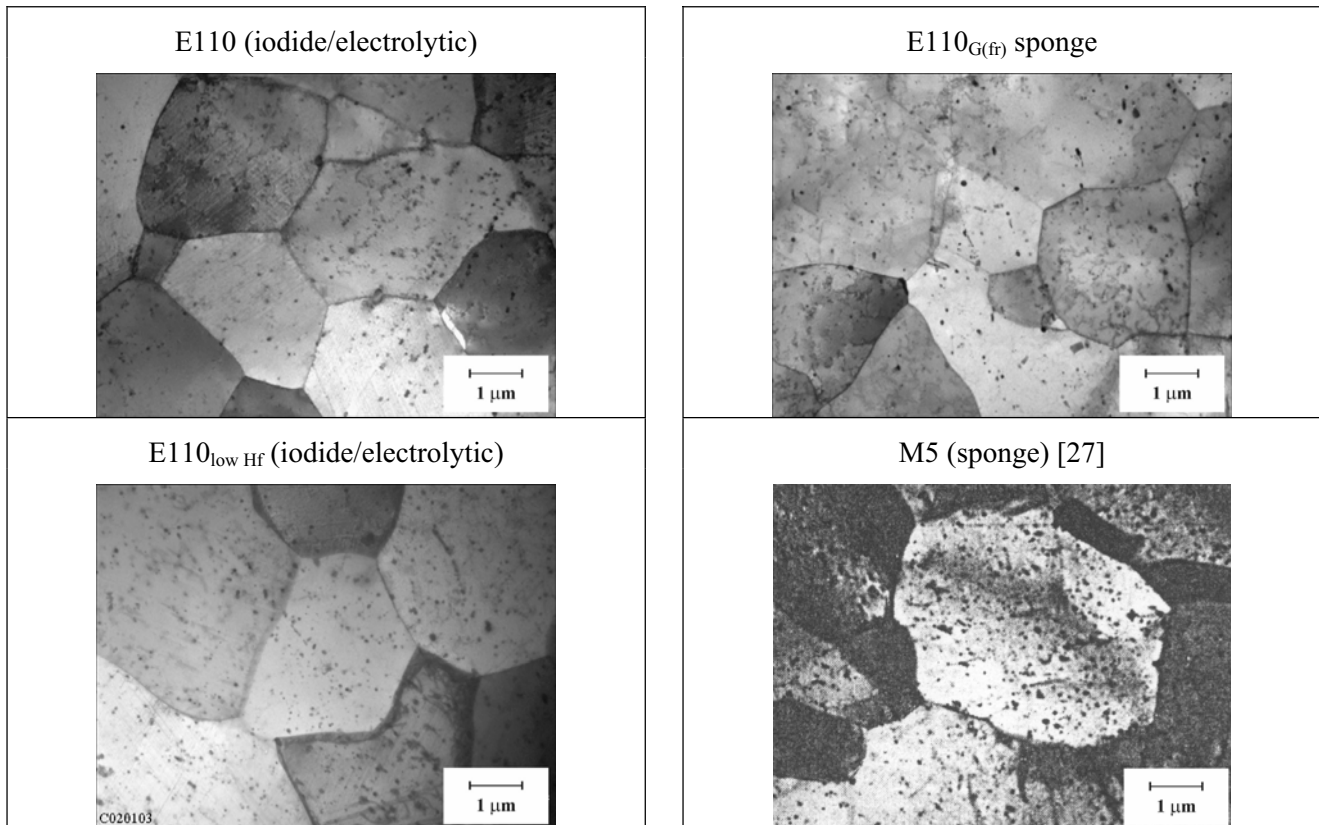 E110 (iodide/electrolytic)
1 μm
E110G(fr) sponge
1 μm
E110low Hf (iodide/electrolytic)
C020103
1 μm
M5 (sponge) [27]
1 μm